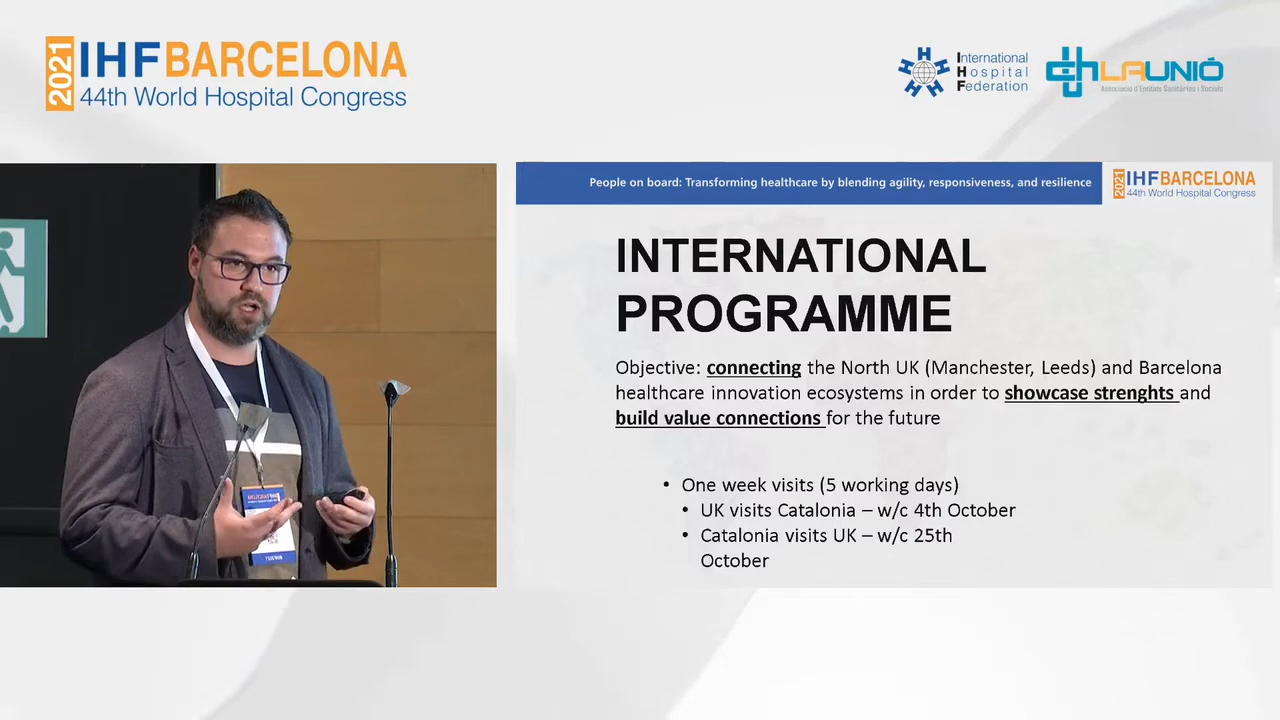 2021 IHF BARCELONA
44th World Hospital Congress
International
Hospital
Federation
LAUNIÓ
Associació d'Entitats Sanitàries i Socials
People on board: Transforming healthcare by blending agility, responsiveness, and resilience
2021 IHF BARCELONA
44th World Hospital Congress
INTERNATIONAL
PROGRAMME
Objective: connecting the North UK (Manchester, Leeds) and Barcelona
healthcare innovation ecosystems in order to showcase strenghts and
build value connections for the future
• One week visits (5 working days)
• UK visits Catalonia – w/c 4th October
• Catalonia visits UK – w/c 25th
October